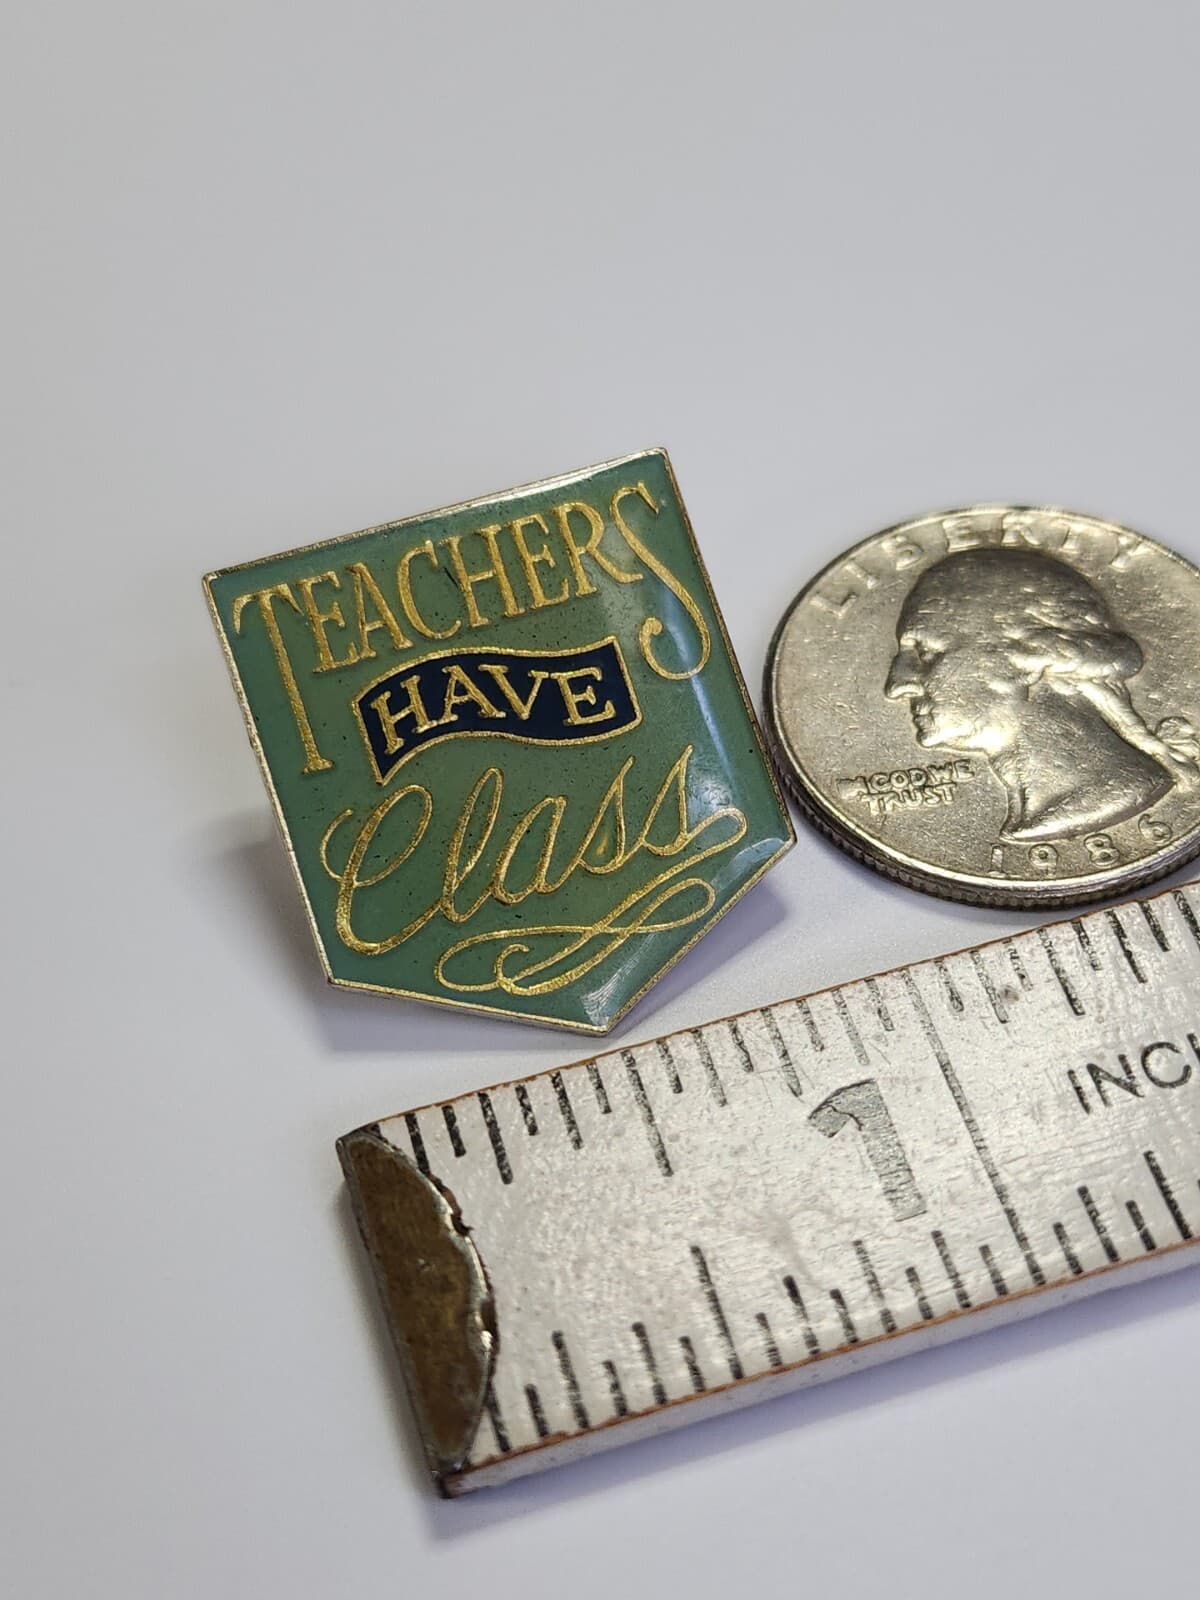 TEACHERS
HAVE
Class
LIBERTY
IN GOD WE
TRUST
1986
1
INCH